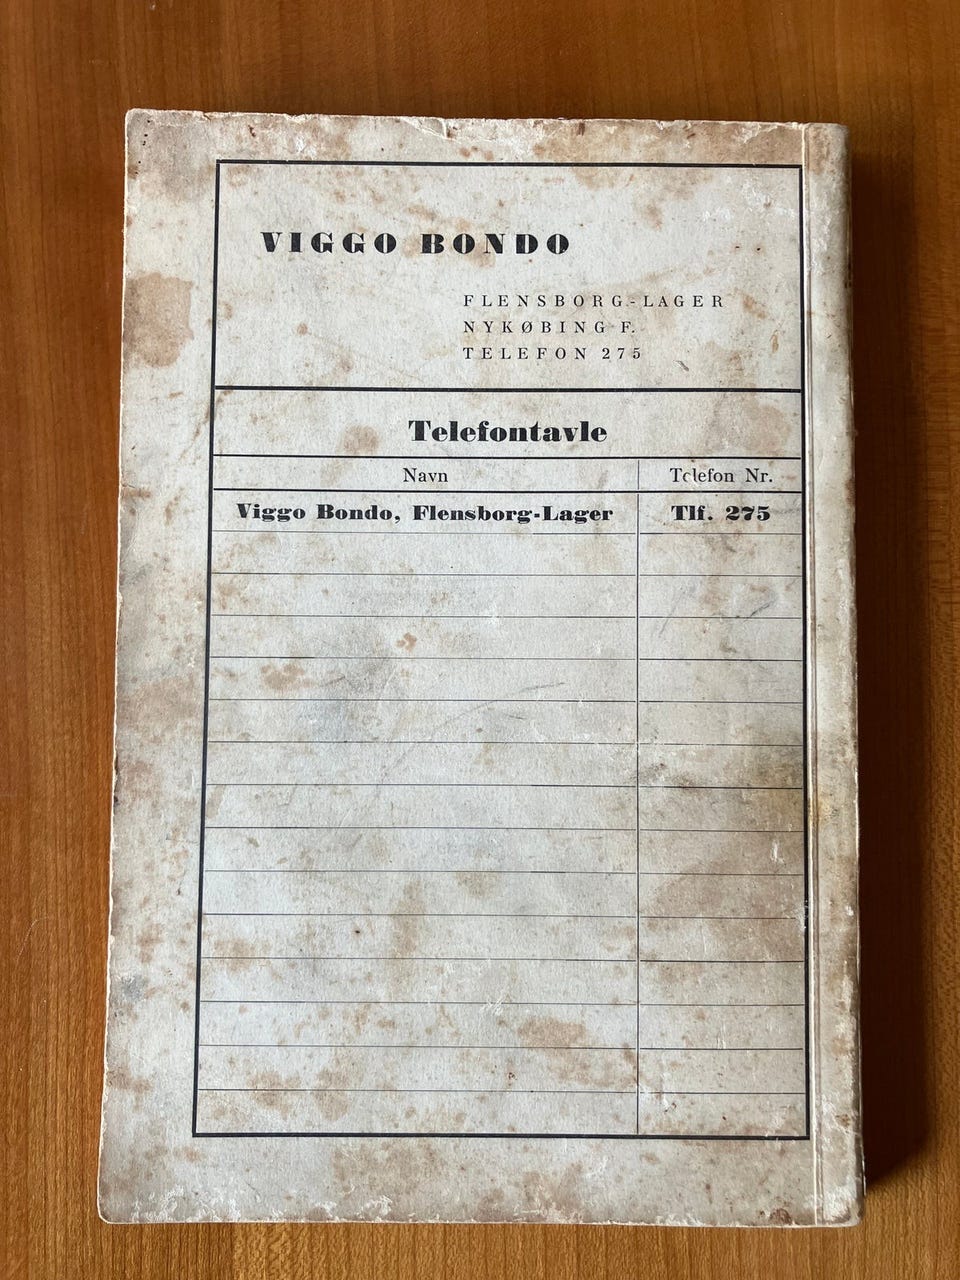 VIGGO BONDO
FLENSBORG-LAGER
NYKØBING F.
TELEFON 275
Telefontavle
Navn Telefon Nr.
Viggo Bondo, Flensborg-Lager Tlf. 275